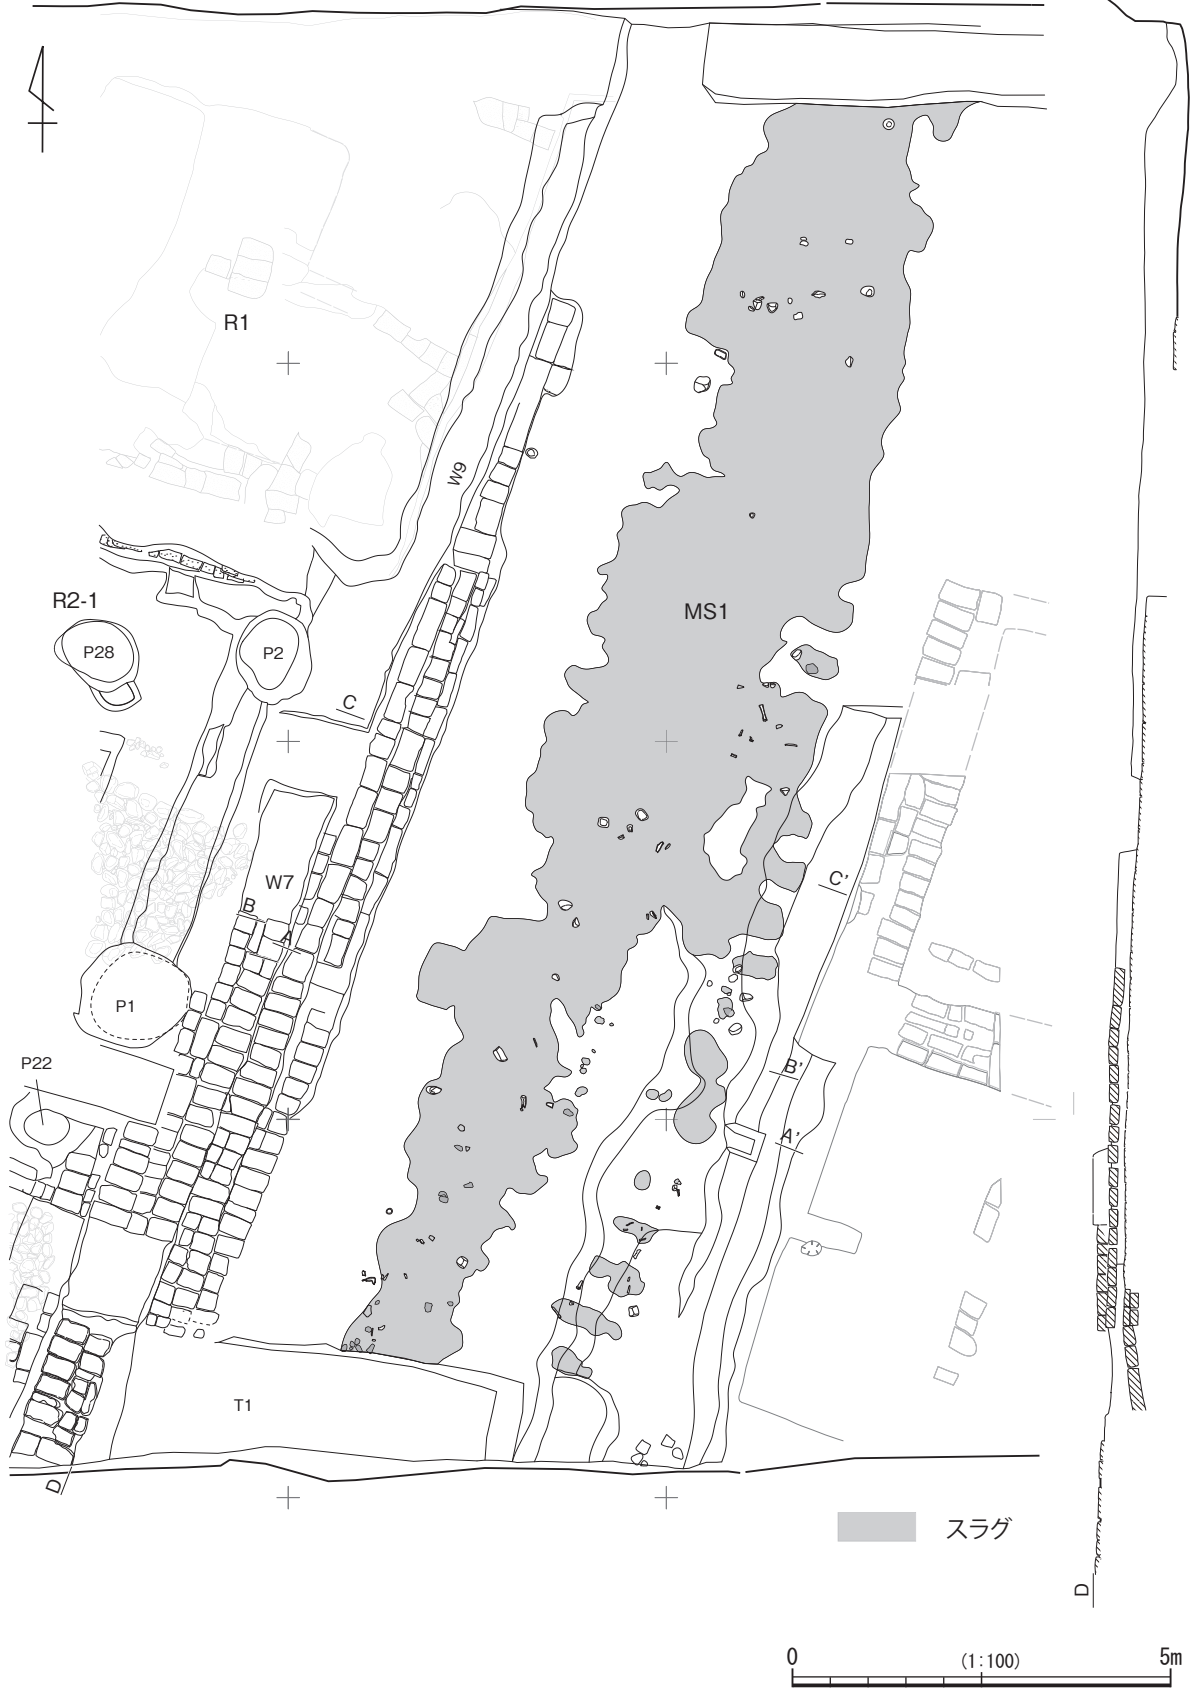 R1
W9
R2-1
P28
P2
MS1
C
W7
B
A
C'
P1
P22
B'
A'
T1
D
スラグ
D
0
(1:100)
5m